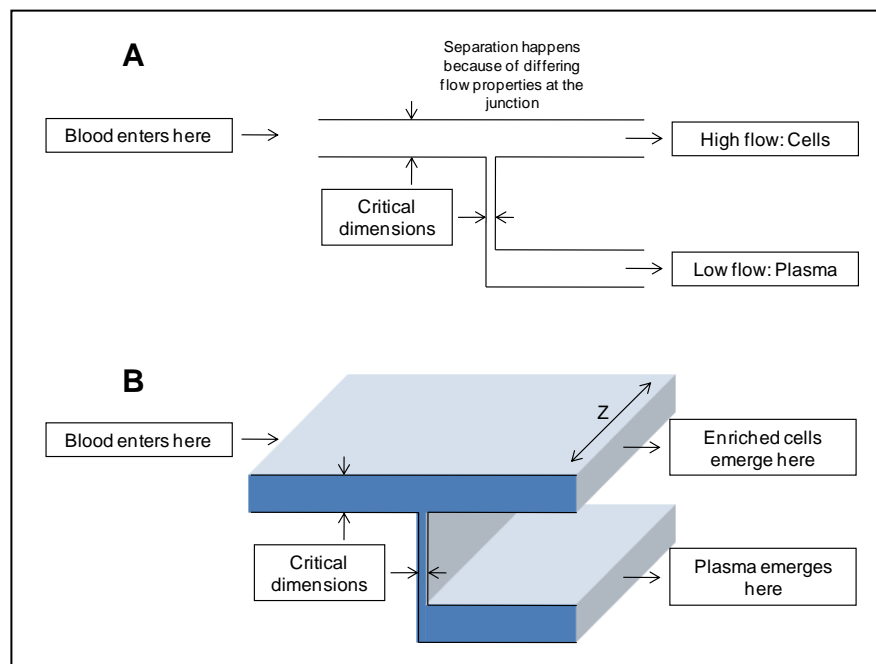 A
Separation happens
because of differing
flow properties at the
junction
Blood enters here
High flow: Cells
Critical
dimensions
Low flow: Plasma
B
Z
Blood enters here
Enriched cells
emerge here
Critical
dimensions
Plasma emerges
here